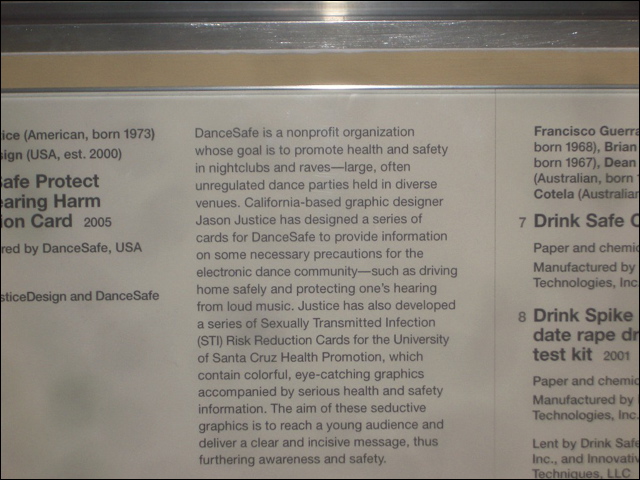 ice (American, born 1973)
sign (USA, est. 2000)
afe Protect
earing Harm
ion Card 2005
red by DanceSafe, USA
sticeDesign and DanceSafe
DanceSafe is a nonprofit organization
whose goal is to promote health and safety
in nightclubs and raves—large, often
unregulated dance parties held in diverse
venues. California-based graphic designer
Jason Justice has designed a series of
cards for DanceSafe to provide information
on some necessary precautions for the
electronic dance community—such as driving
home safely and protecting one's hearing
from loud music. Justice has also developed
a series of Sexually Transmitted Infection
(STI) Risk Reduction Cards for the University
of Santa Cruz Health Promotion, which
contain colorful, eye-catching graphics
accompanied by serious health and safety
information. The aim of these seductive
graphics is to reach a young audience and
deliver a clear and incisive message, thus
furthering awareness and safety.
Francisco Guerra
born 1968), Brian
born 1967), Dean
(Australian, born
Cotela (Australian
7 Drink Safe C
Paper and chemic
Manufactured by
Technologies, Inc.
8 Drink Spike
date rape dr
test kit 2001
Paper and chemic
Manufactured by
Technologies, Inc.
Lent by Drink Safe
Inc., and Innovativ
Techniques, LLC